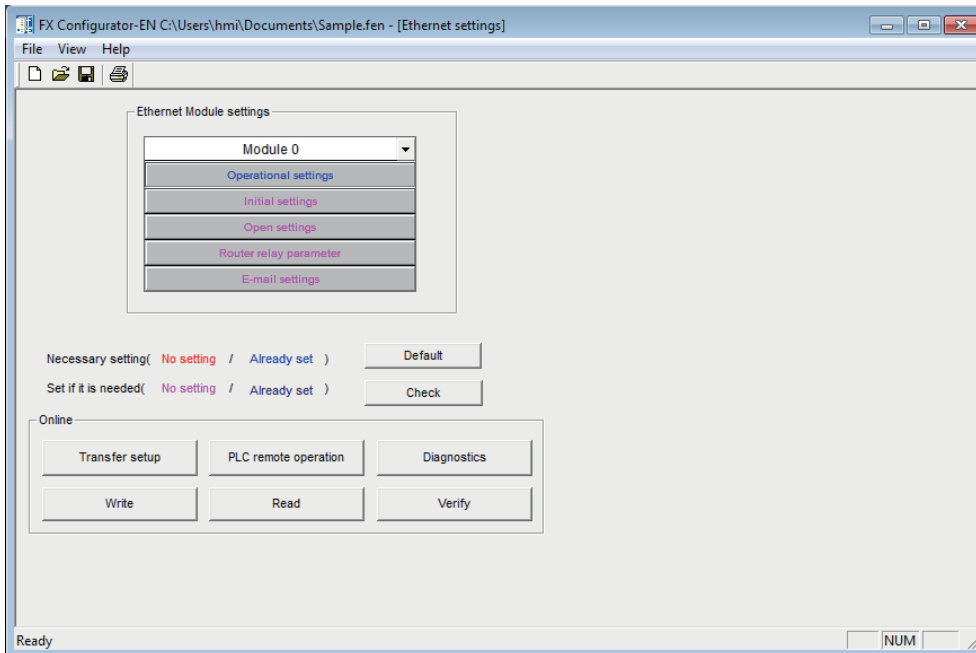 FX Configurator-EN C:\Users\hmi\Documents\Sample.fen - [Ethernet settings]
File View Help
Ethernet Module settings
Module 0
Operational settings
Initial settings
Open settings
Router relay parameter
E-mail settings
Necessary setting( No setting / Already set ) Default
Set if it is needed( No setting / Already set ) Check
Online
Transfer setup PLC remote operation Diagnostics
Write Read Verify
Ready NUM